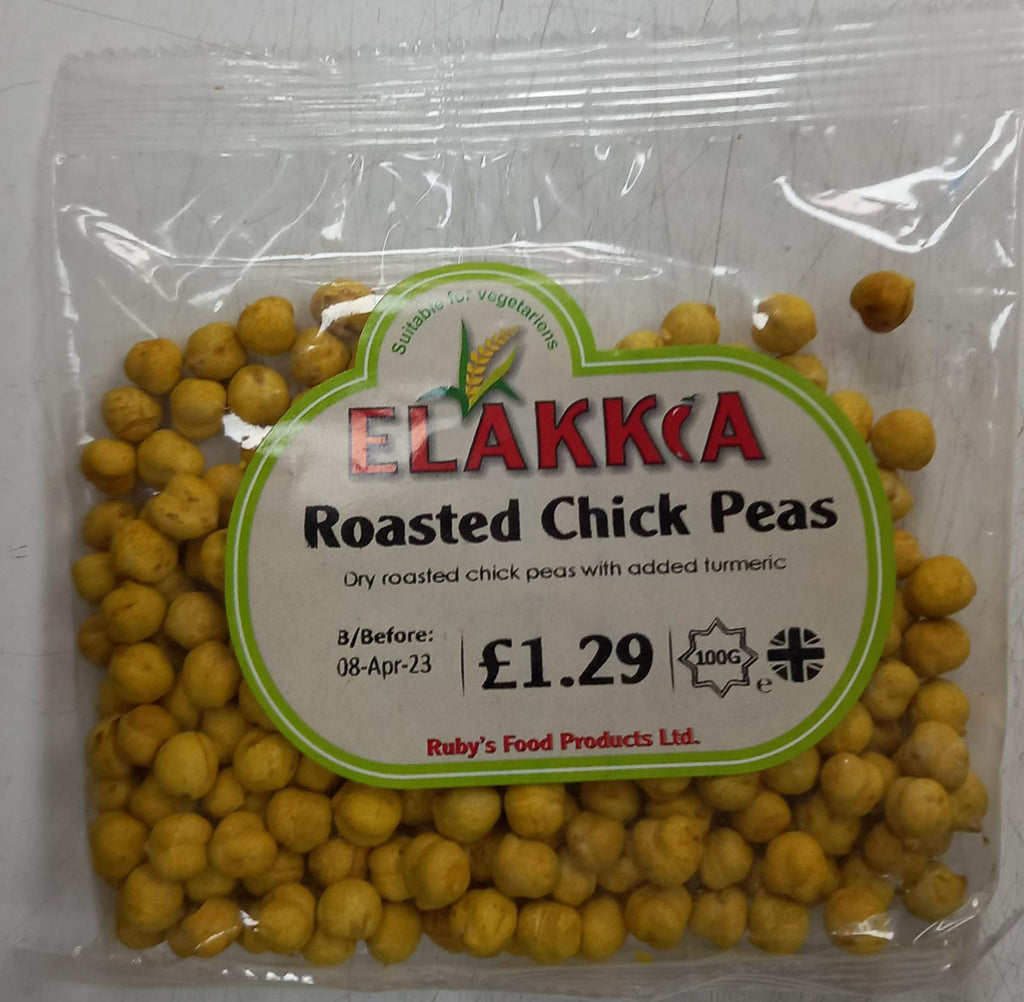 Suitable for vegetariens
ELAKKIA
Roasted Chick Peas
Dry roasted chick peas with added turmeric
B/Before:
08-Apr-23
£1.29
100G
e
Ruby's Food Products Ltd.